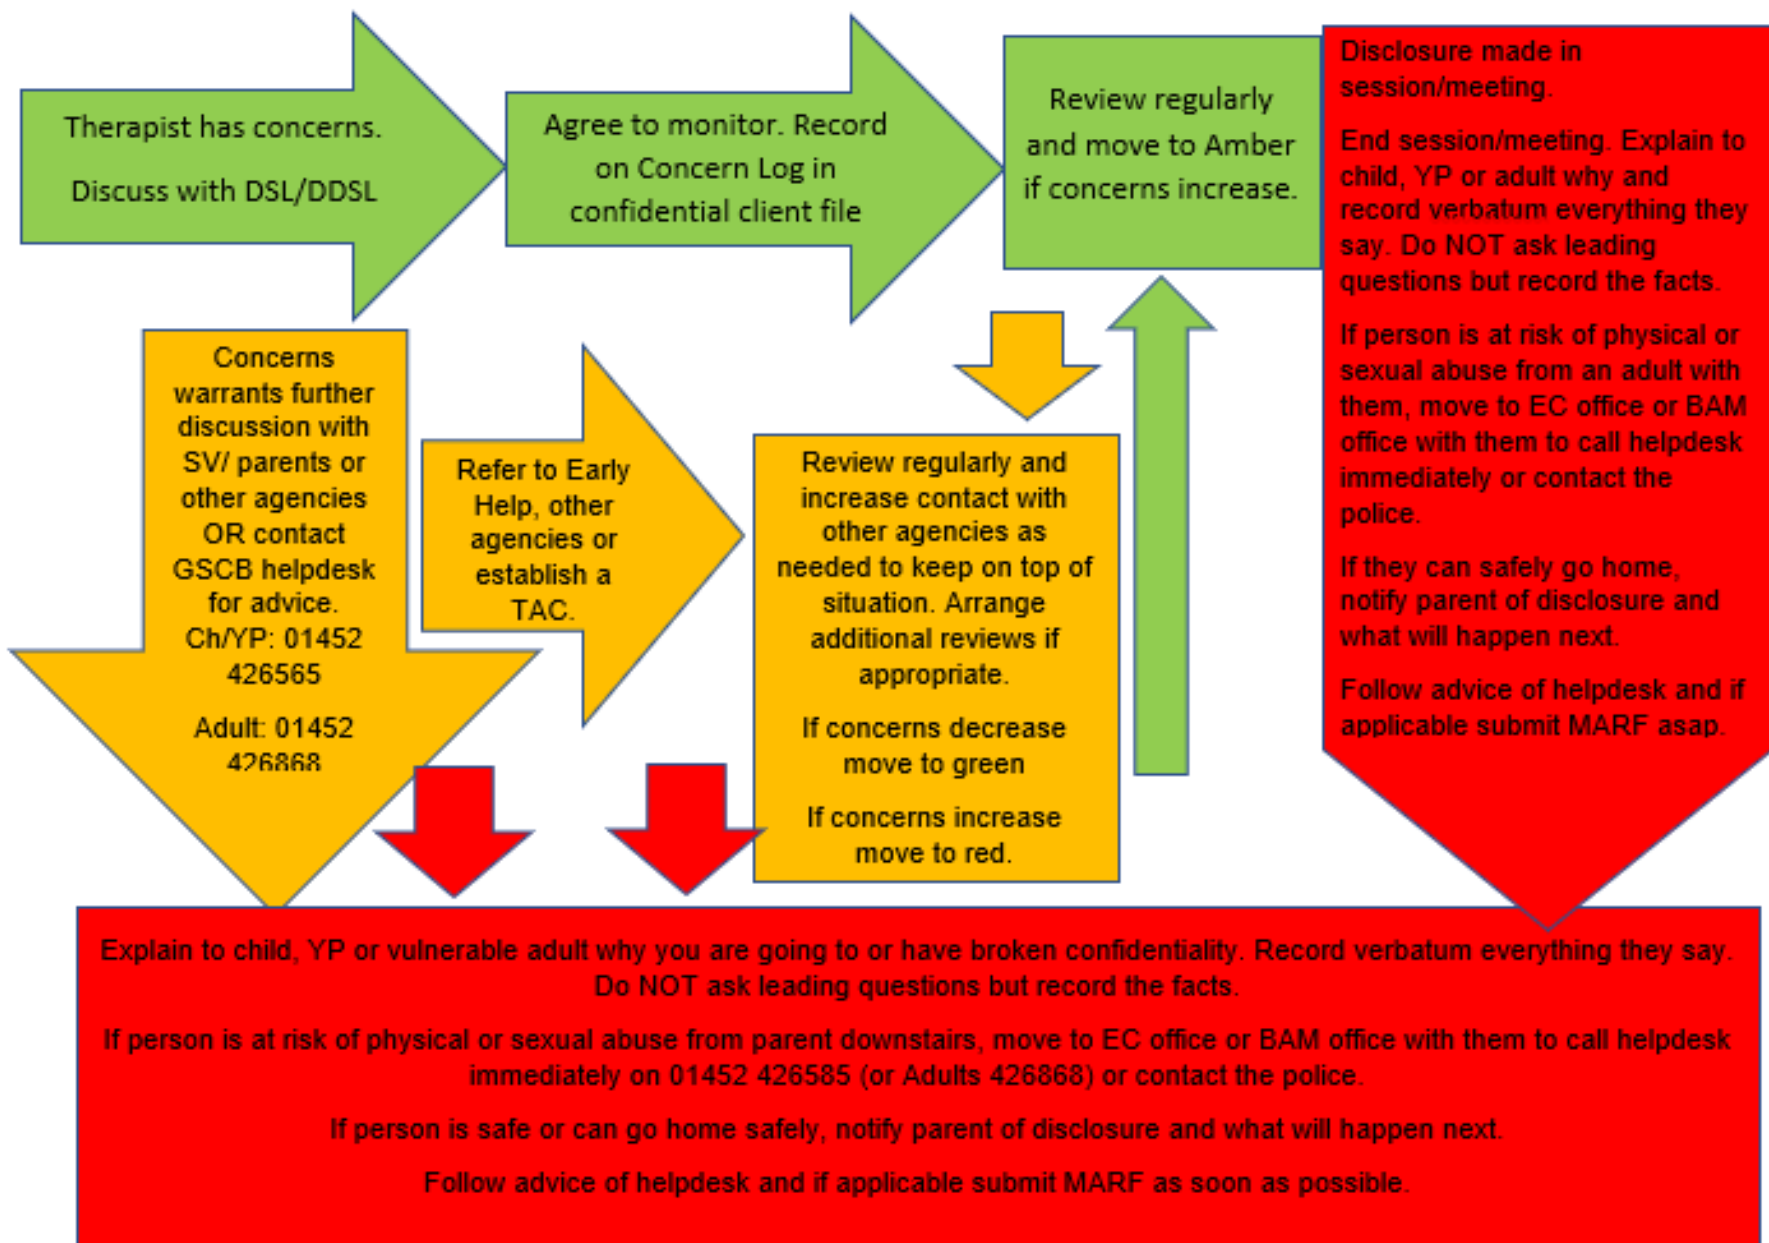 Therapist has concerns.
Discuss with DSL/DDSL
Agree to monitor. Record
on Concern Log in
confidential client file
Review regularly
and move to Amber
if concerns increase.
Disclosure made in
session/meeting.
End session/meeting. Explain to
child, YP or adult why and
record verbatum everything they
say. Do NOT ask leading
questions but record the facts.
If person is at risk of physical or
sexual abuse from an adult with
them, move to EC office or BAM
office with them to call helpdesk
immediately or contact the
police.
If they can safely go home,
notify parent of disclosure and
what will happen next.
Follow advice of helpdesk and if
applicable submit MARF asap.
Concerns
warrants further
discussion with
SV/ parents or
other agencies
OR contact
GSCB helpdesk
for advice.
Ch/YP: 01452
426565
Adult: 01452
426868
Refer to Early
Help, other
agencies or
establish a
TAC.
Review regularly and
increase contact with
other agencies as
needed to keep on top of
situation. Arrange
additional reviews if
appropriate.
If concerns decrease
move to green
If concerns increase
move to red.
Explain to child, YP or vulnerable adult why you are going to or have broken confidentiality. Record verbatum everything they say.
Do NOT ask leading questions but record the facts.
If person is at risk of physical or sexual abuse from parent downstairs, move to EC office or BAM office with them to call helpdesk
immediately on 01452 426585 (or Adults 426868) or contact the police.
If person is safe or can go home safely, notify parent of disclosure and what will happen next.
Follow advice of helpdesk and if applicable submit MARF as soon as possible.